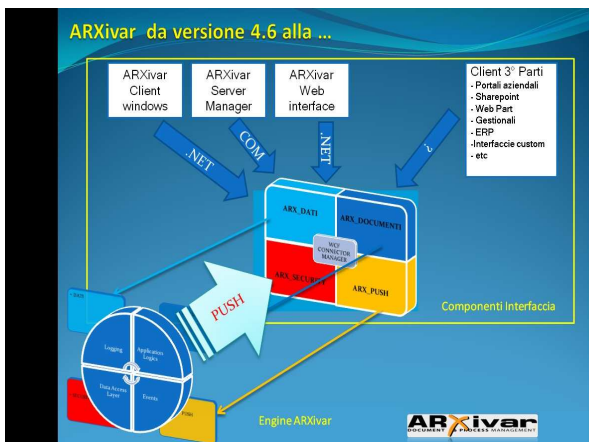 ARXivar da versione 4.6 alla ...
ARXivar
Client
windows
ARXivar
Server
Manager
ARXivar
Web
interface
Client 3° Parti
- Portali aziendali
- Sharepoint
- Web Part
- Gestionali
- ERP
-Interfaccie custom
- etc
.NET
COM
.NET
.?
ARX_DATI
ARX_DOCUMENTI
WCF
CONNECTOR
MANAGER
ARX_SECURITY
ARX_PUSH
Componenti Interfaccia
PUSH
Logging
Application
Logics
Data Access
Layer
Events
Engine ARXivar
ARXivar
DOCUMENT & PROCESS MANAGEMENT